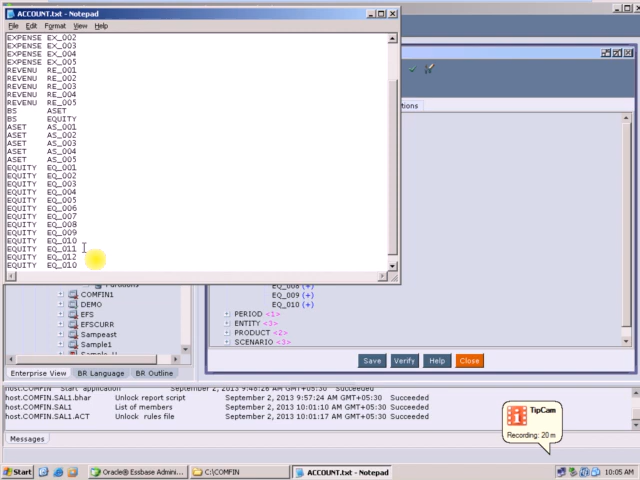 ACCOUNT.txt - Notepad
File Edit Format View Help
EXPENSE EX_002
EXPENSE EX_003
EXPENSE EX_004
EXPENSE EX_005
REVENU RE_001
REVENU RE_002
REVENU RE_003
REVENU RE_004
REVENU RE_005
BS ASET
BS EQUITY
ASET AS_001
ASET AS_002
ASET AS_003
ASET AS_004
ASET AS_005
EQUITY EQ_001
EQUITY EQ_002
EQUITY EQ_003
EQUITY EQ_004
EQUITY EQ_005
EQUITY EQ_006
EQUITY EQ_007
EQUITY EQ_008
EQUITY EQ_009
EQUITY EQ_010
EQUITY EQ_011
EQUITY EQ_012
EQUITY EQ_010
tions
EQ_008 (+)
EQ_009 (+)
EQ_010 (+)
PERIOD <1>
ENTITY <3>
PRODUCT <2>
SCENARIO <3>
Save Verify Help Close
COMFIN1
DEMO
EFS
EFSCURR
Sampeast
Sample1
Enterprise View BR Language BR Outline
host.COMFIN Start application September 2, 2013 9:48:26 AM GMT+05:30 Succeeded
host.COMFIN.SAL1.bhar Unlock report script September 2, 2013 9:57:24 AM GMT+05:30 Succeeded
host.COMFIN.SAL1 List of members September 2, 2013 10:01:10 AM GMT+05:30 Succeeded
host.COMFIN.SAL1.ACT Unlock rules file September 2, 2013 10:01:17 AM GMT+05:30 Succeeded
Messages
TipCam
Recording: 20 m
Start Oracle® Essbase Admini... C:\COMFIN ACCOUNT.txt - Notepad 10:05 AM